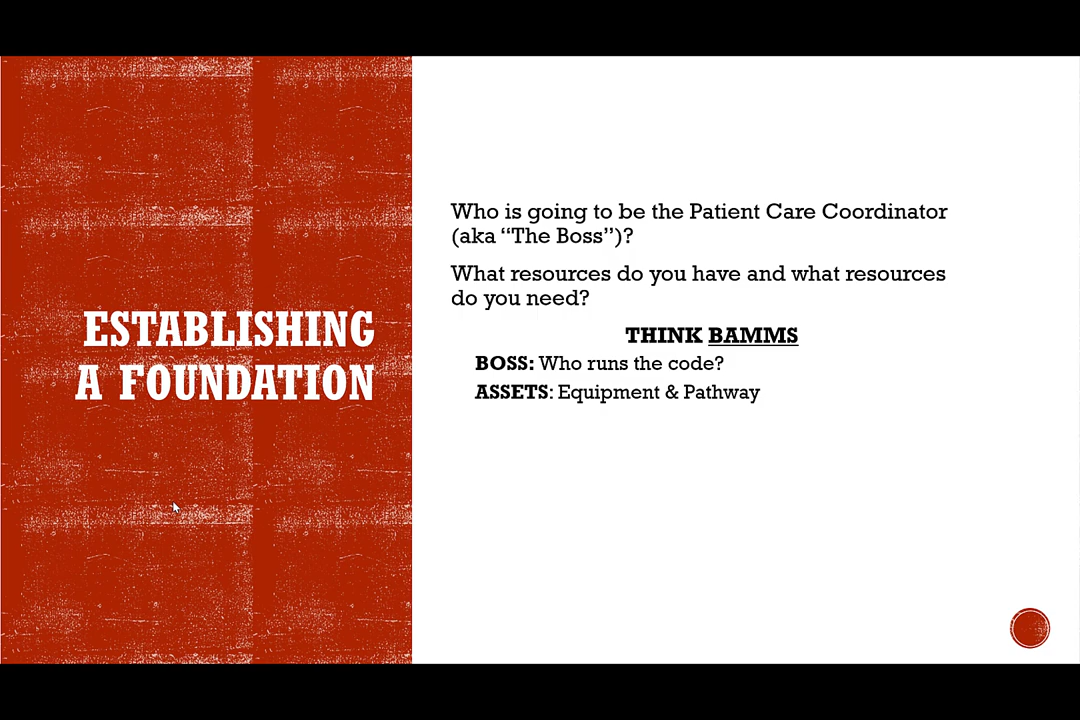 ESTABLISHING
A FOUNDATION
Who is going to be the Patient Care Coordinator
(aka “The Boss”)?
What resources do you have and what resources
do you need?
THINK BAMMS
BOSS: Who runs the code?
ASSETS: Equipment & Pathway